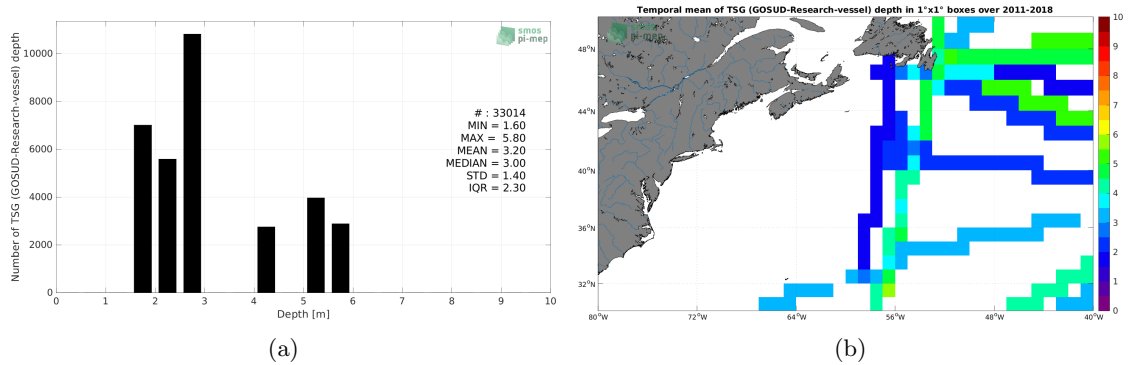 smos
pi-mep
Number of TSG (GOSUD-Research-vessel) depth
10000
8000
6000
4000
2000
0
# : 33014
MIN = 1.60
MAX = 5.80
MEAN = 3.20
MEDIAN = 3.00
STD = 1.40
IQR = 2.30
0 1 2 3 4 5 6 7 8 9 10
Depth [m]
(a)
Temporal mean of TSG (GOSUD-Research-vessel) depth in 1°x1° boxes over 2011-2018
smos
pi-mep
48°N
44°N
40°N
36°N
32°N
80°W 72°W 64°W 56°W 48°W 40°W
10
9
8
7
6
5
4
3
2
1
0
(b)